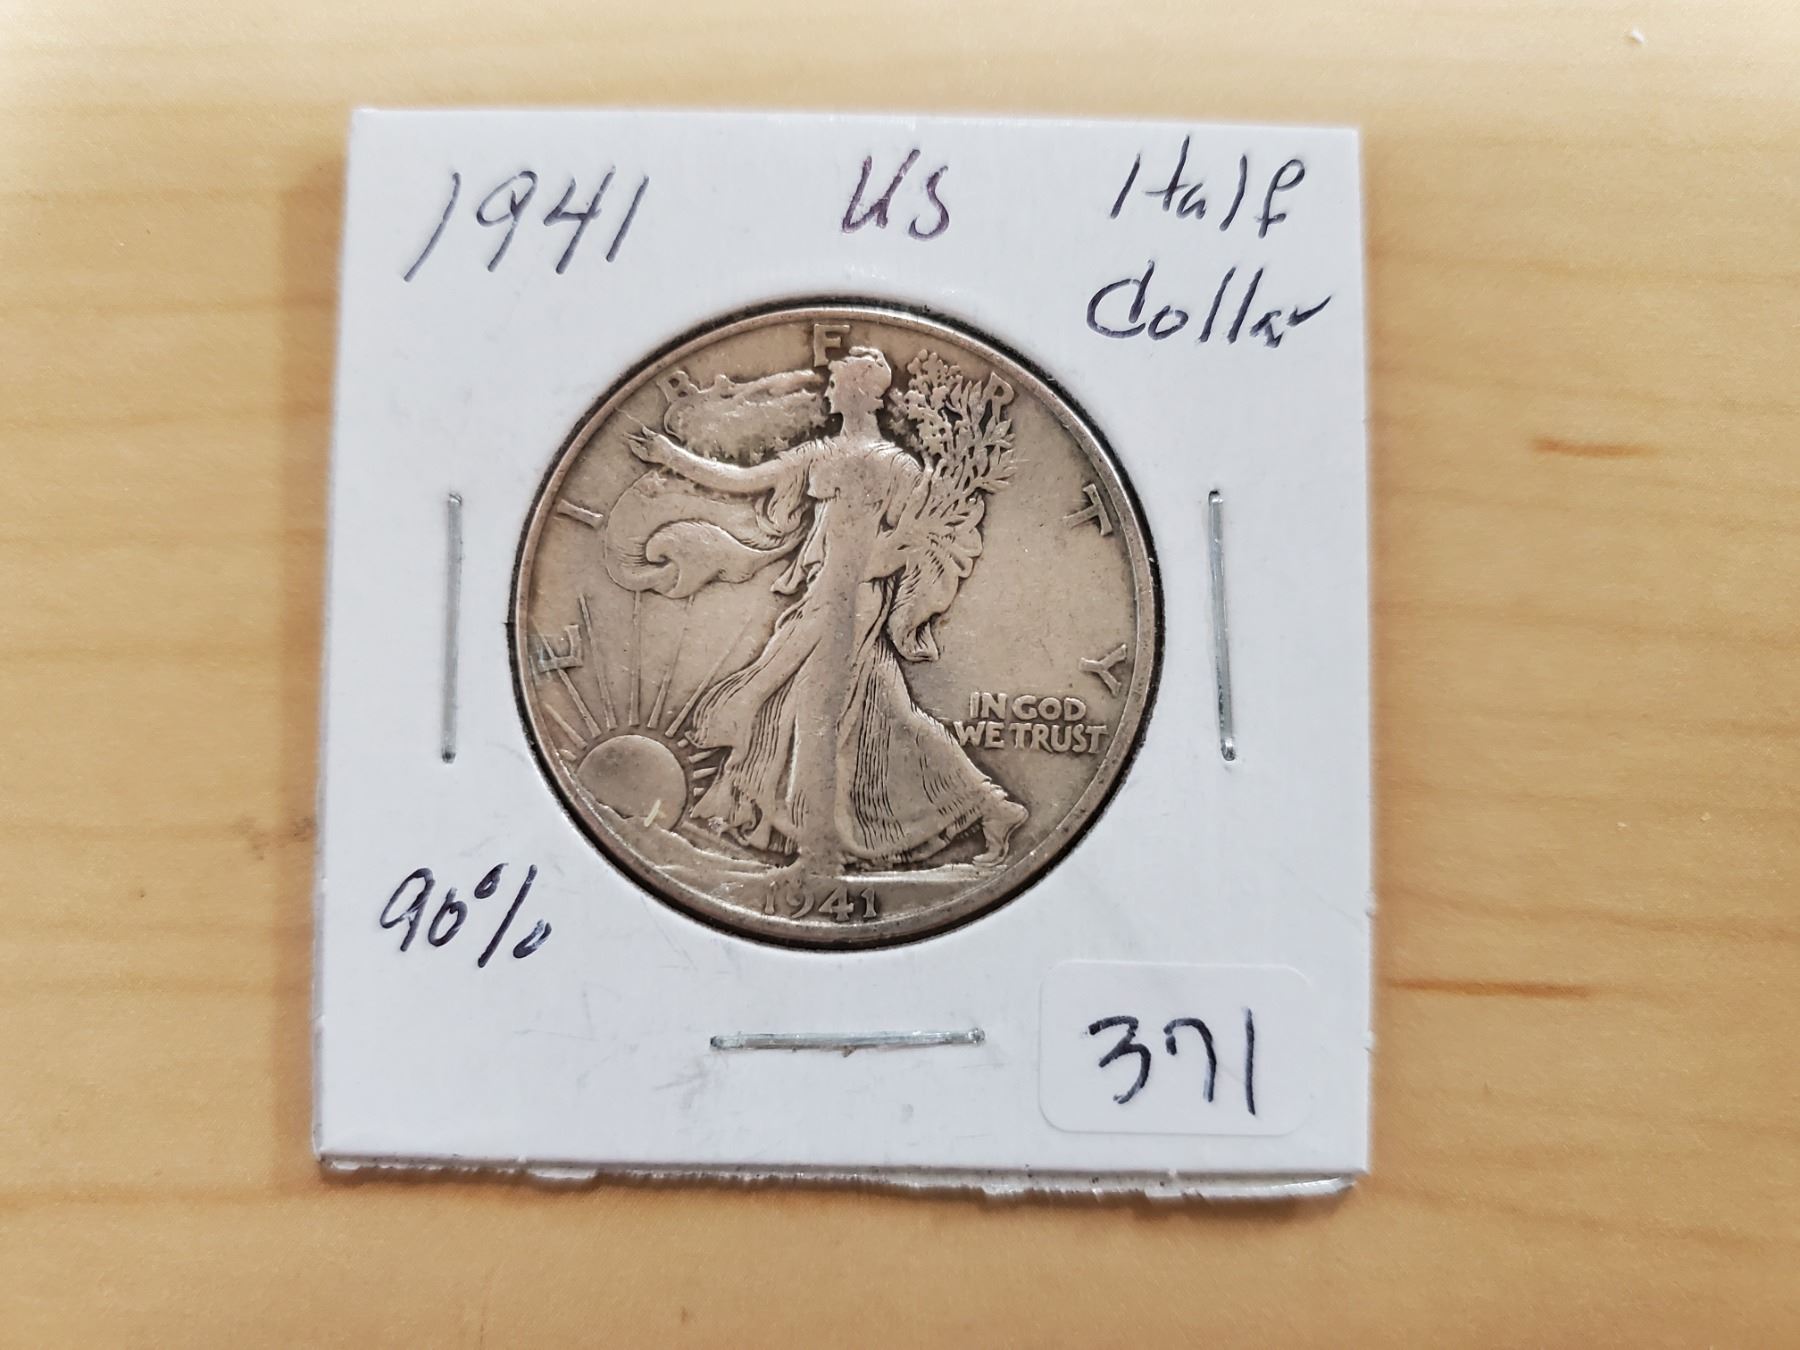 1941 US Half
dollar
LIBERTY
IN GOD
WE TRUST
1941
90%
371